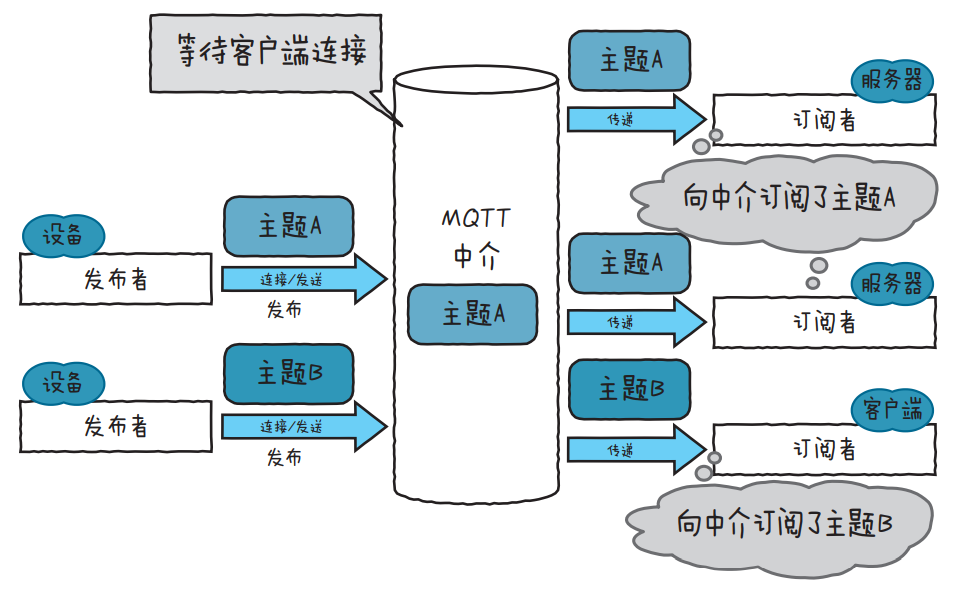 等待客户端连接
设备
发布者
主题A
连接/发送
发布
设备
发布者
主题B
连接/发送
发布
MQTT
中介
主题A
主题A
传递
服务器
订阅者
向中介订阅了主题A
主题A
传递
服务器
订阅者
主题B
传递
客户端
订阅者
向中介订阅了主题B